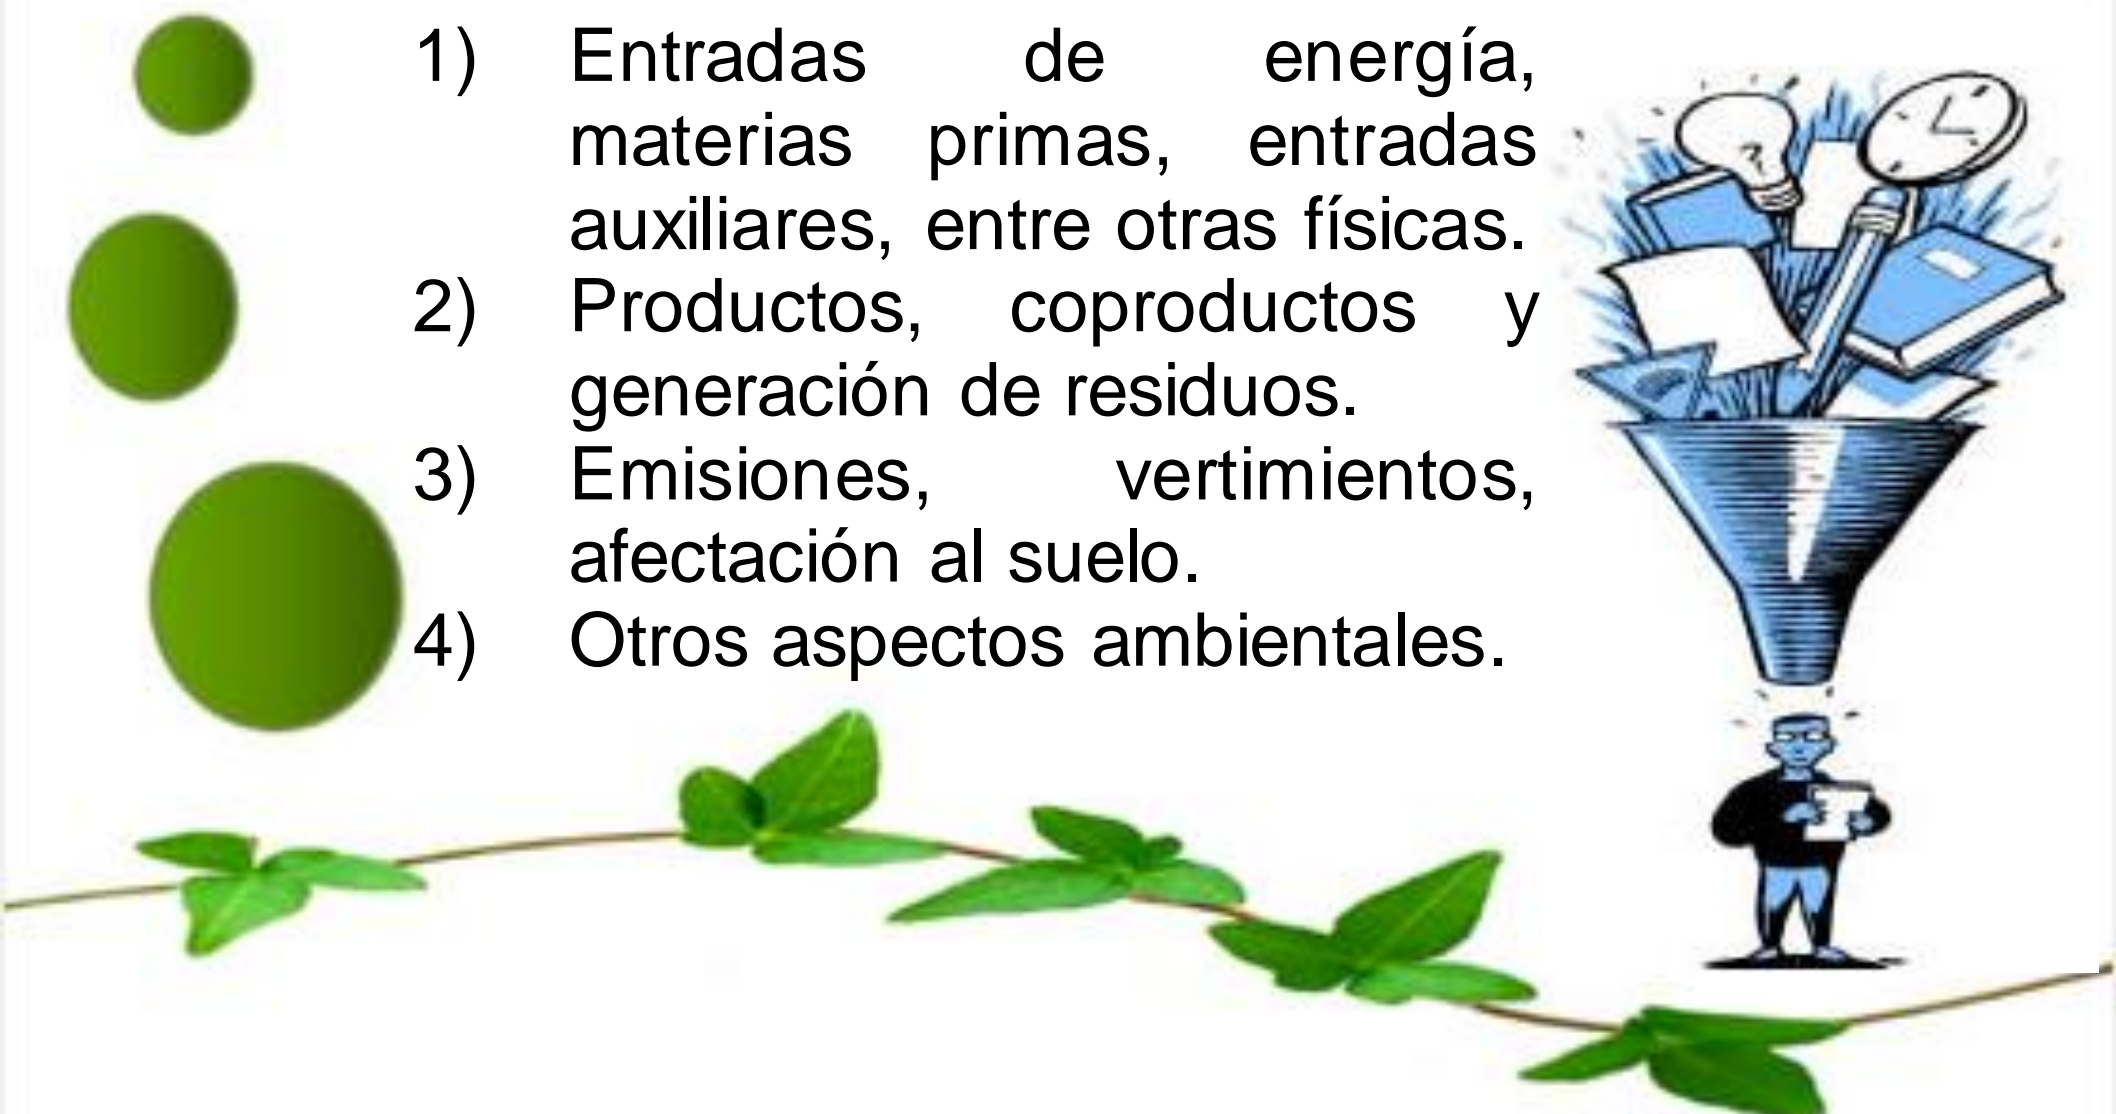 1) Entradas de energía,
materias primas, entradas
auxiliares, entre otras físicas.
2) Productos, coproductos y
generación de residuos.
3) Emisiones, vertimientos,
afectación al suelo.
4) Otros aspectos ambientales.